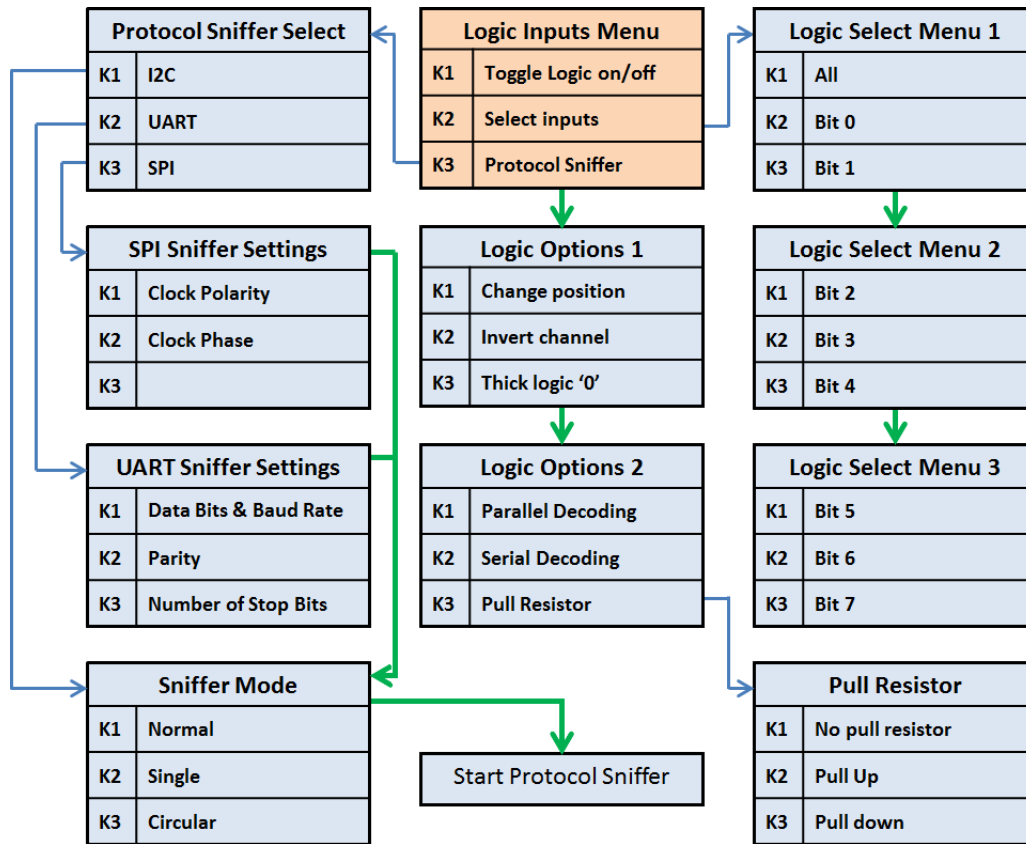 Protocol Sniffer Select
K1 I2C
K2 UART
K3 SPI
Logic Inputs Menu
K1 Toggle Logic on/off
K2 Select inputs
K3 Protocol Sniffer
Logic Select Menu 1
K1 All
K2 Bit 0
K3 Bit 1
SPI Sniffer Settings
K1 Clock Polarity
K2 Clock Phase
K3
Logic Options 1
K1 Change position
K2 Invert channel
K3 Thick logic ‘0’
Logic Select Menu 2
K1 Bit 2
K2 Bit 3
K3 Bit 4
UART Sniffer Settings
K1 Data Bits & Baud Rate
K2 Parity
K3 Number of Stop Bits
Logic Options 2
K1 Parallel Decoding
K2 Serial Decoding
K3 Pull Resistor
Logic Select Menu 3
K1 Bit 5
K2 Bit 6
K3 Bit 7
Sniffer Mode
K1 Normal
K2 Single
K3 Circular
Start Protocol Sniffer
Pull Resistor
K1 No pull resistor
K2 Pull Up
K3 Pull down